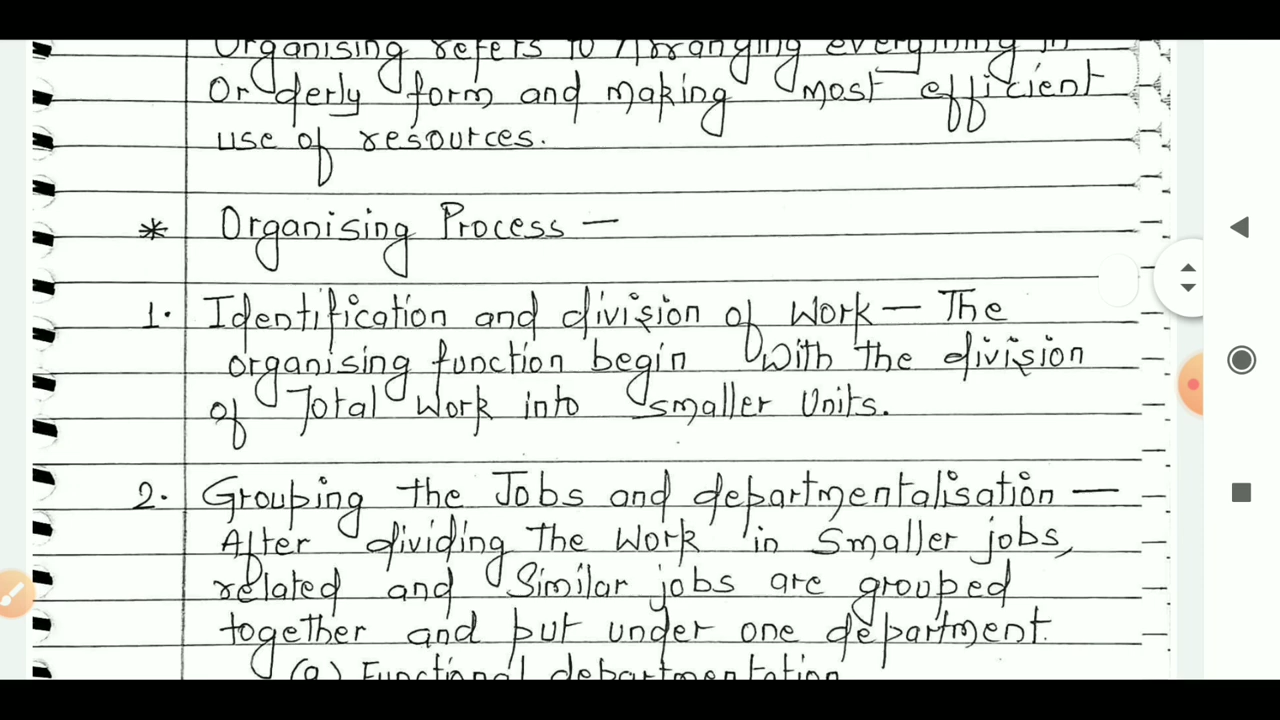 Organising refers to Arranging everything in
Orderly form and making most efficient
use of resources.
* Organising Process —
1. Identification and division of Work — The
organising function begin with the division
of Total Work into smaller Units.
2. Grouping the Jobs and departmentalisation —
After dividing the Work in Smaller jobs,
related and Similar jobs are grouped
together and put under one department.
(a) Functional departmentation